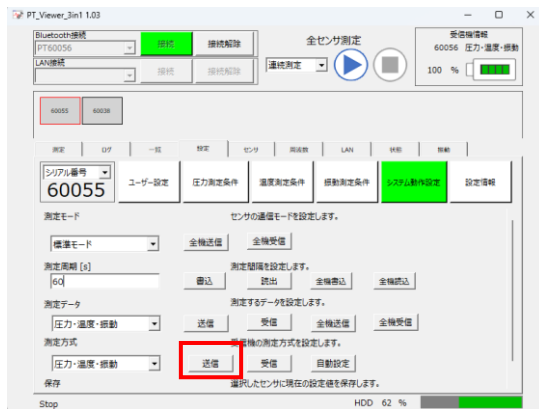 PT_Viewer_3in1 1.03
Bluetooth接続
PT60056 接続 接続解除
LAN接続
接続 接続解除
全センサ測定
連続測定
受信機情報
60056 圧力・温度・振動
100 %
60055 60038
測定 ログ 一覧 設定 センサ 周波数 LAN 状態 振動
シリアル番号
60055
ユーザー設定 圧力測定条件 温度測定条件 振動測定条件 システム動作設定 設定情報
測定モード センサの通信モードを設定します。
標準モード 全機送信 全機受信
測定周期 [s] 測定間隔を設定します。
60 書込 読出 全機書込 全機読込
測定データ 測定するデータを設定します。
圧力・温度・振動 送信 受信 全機送信 全機受信
測定方式 受信機の測定方式を設定します。
圧力・温度・振動 送信 受信 自動設定
保存 選択したセンサに現在の設定値を保存します。
Stop HDD 62 %